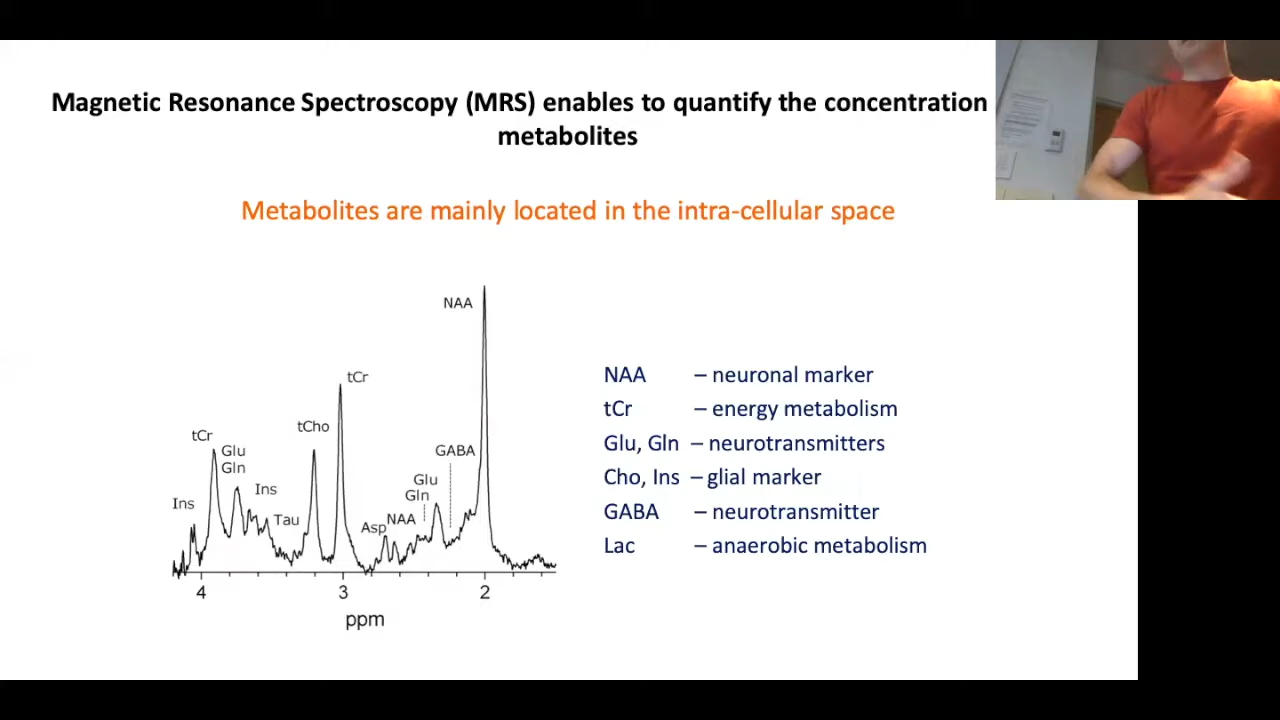 Magnetic Resonance Spectroscopy (MRS) enables to quantify the concentration
metabolites
Metabolites are mainly located in the intra-cellular space
NAA
tCr
tCho
tCr
Glu
Gln
GABA
Glu
Gln
Ins
Ins
Tau
Asp
NAA
4
3
2
ppm
NAA – neuronal marker
tCr – energy metabolism
Glu, Gln – neurotransmitters
Cho, Ins – glial marker
GABA – neurotransmitter
Lac – anaerobic metabolism